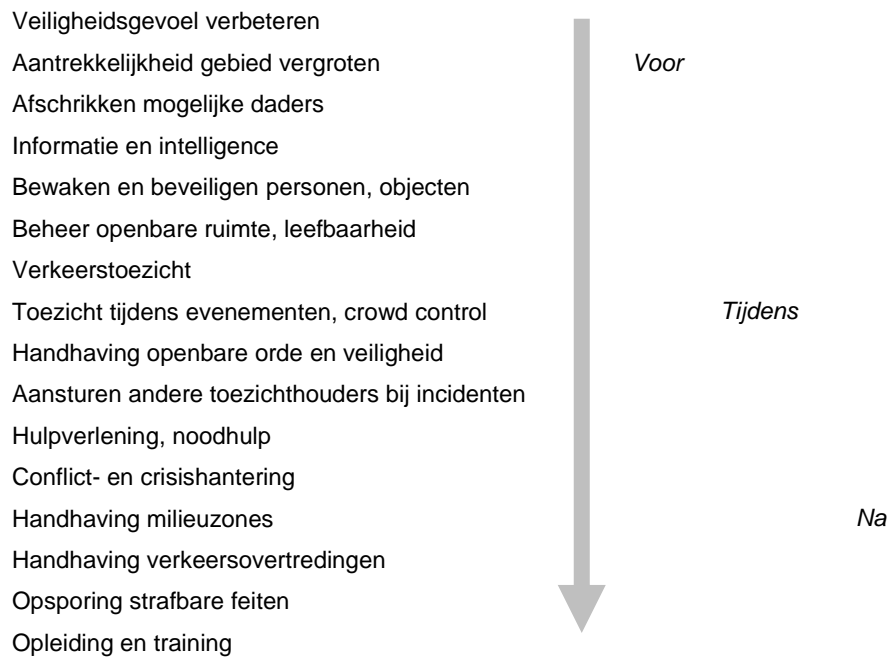 Veiligheidsgevoel verbeteren
Aantrekkelijkheid gebied vergroten Voor
Afschrikken mogelijke daders
Informatie en intelligence
Bewaken en beveiligen personen, objecten
Beheer openbare ruimte, leefbaarheid
Verkeerstoezicht
Toezicht tijdens evenementen, crowd control Tijdens
Handhaving openbare orde en veiligheid
Aansturen andere toezichthouders bij incidenten
Hulpverlening, noodhulp
Conflict- en crisishantering
Handhaving milieuzones Na
Handhaving verkeersovertredingen
Opsporing strafbare feiten
Opleiding en training